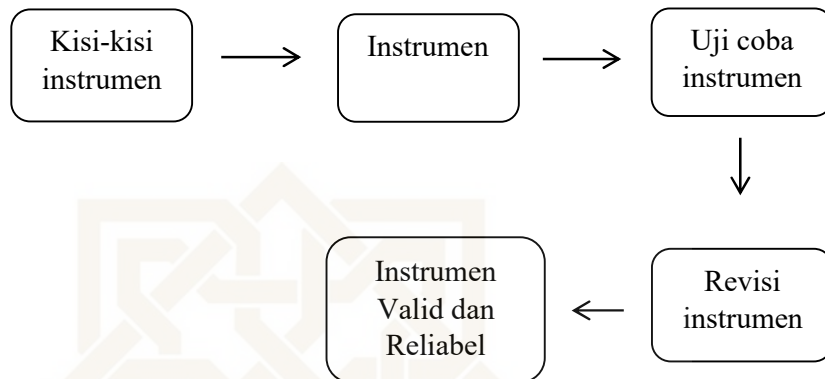 Kisi-kisi
instrumen
Instrumen
Uji coba
instrumen
Revisi
instrumen
Instrumen
Valid dan
Reliabel